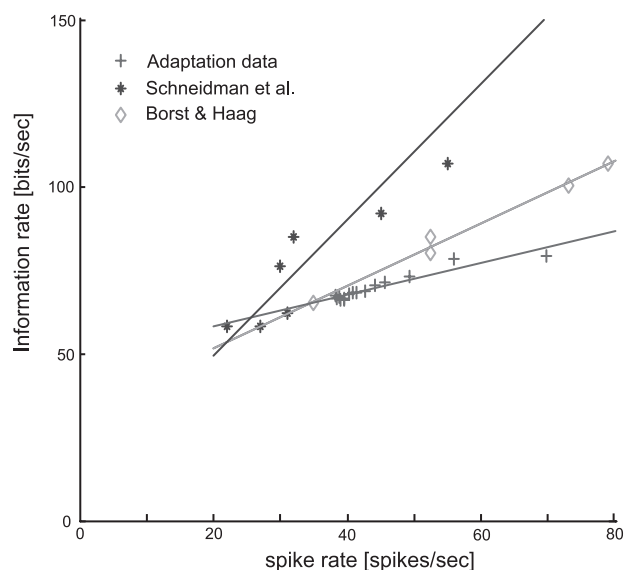 150
Adaptation data
Schneidman et al.
Borst & Haag
100
50
0
Information rate [bits/sec]
0 20 40 60 80
spike rate [spikes/sec]